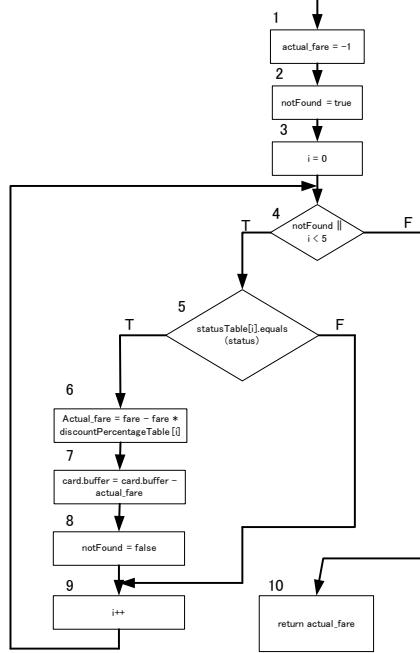 1
actual_fare = -1
2
notFound = true
3
i = 0
4
notFound ||
i < 5
T
F
5
statusTable[i].equals
(status)
T
F
6
Actual_fare = fare - fare *
discountPercentageTable [i]
7
card.buffer = card.buffer -
actual_fare
8
notFound = false
9
i++
10
return actual_fare